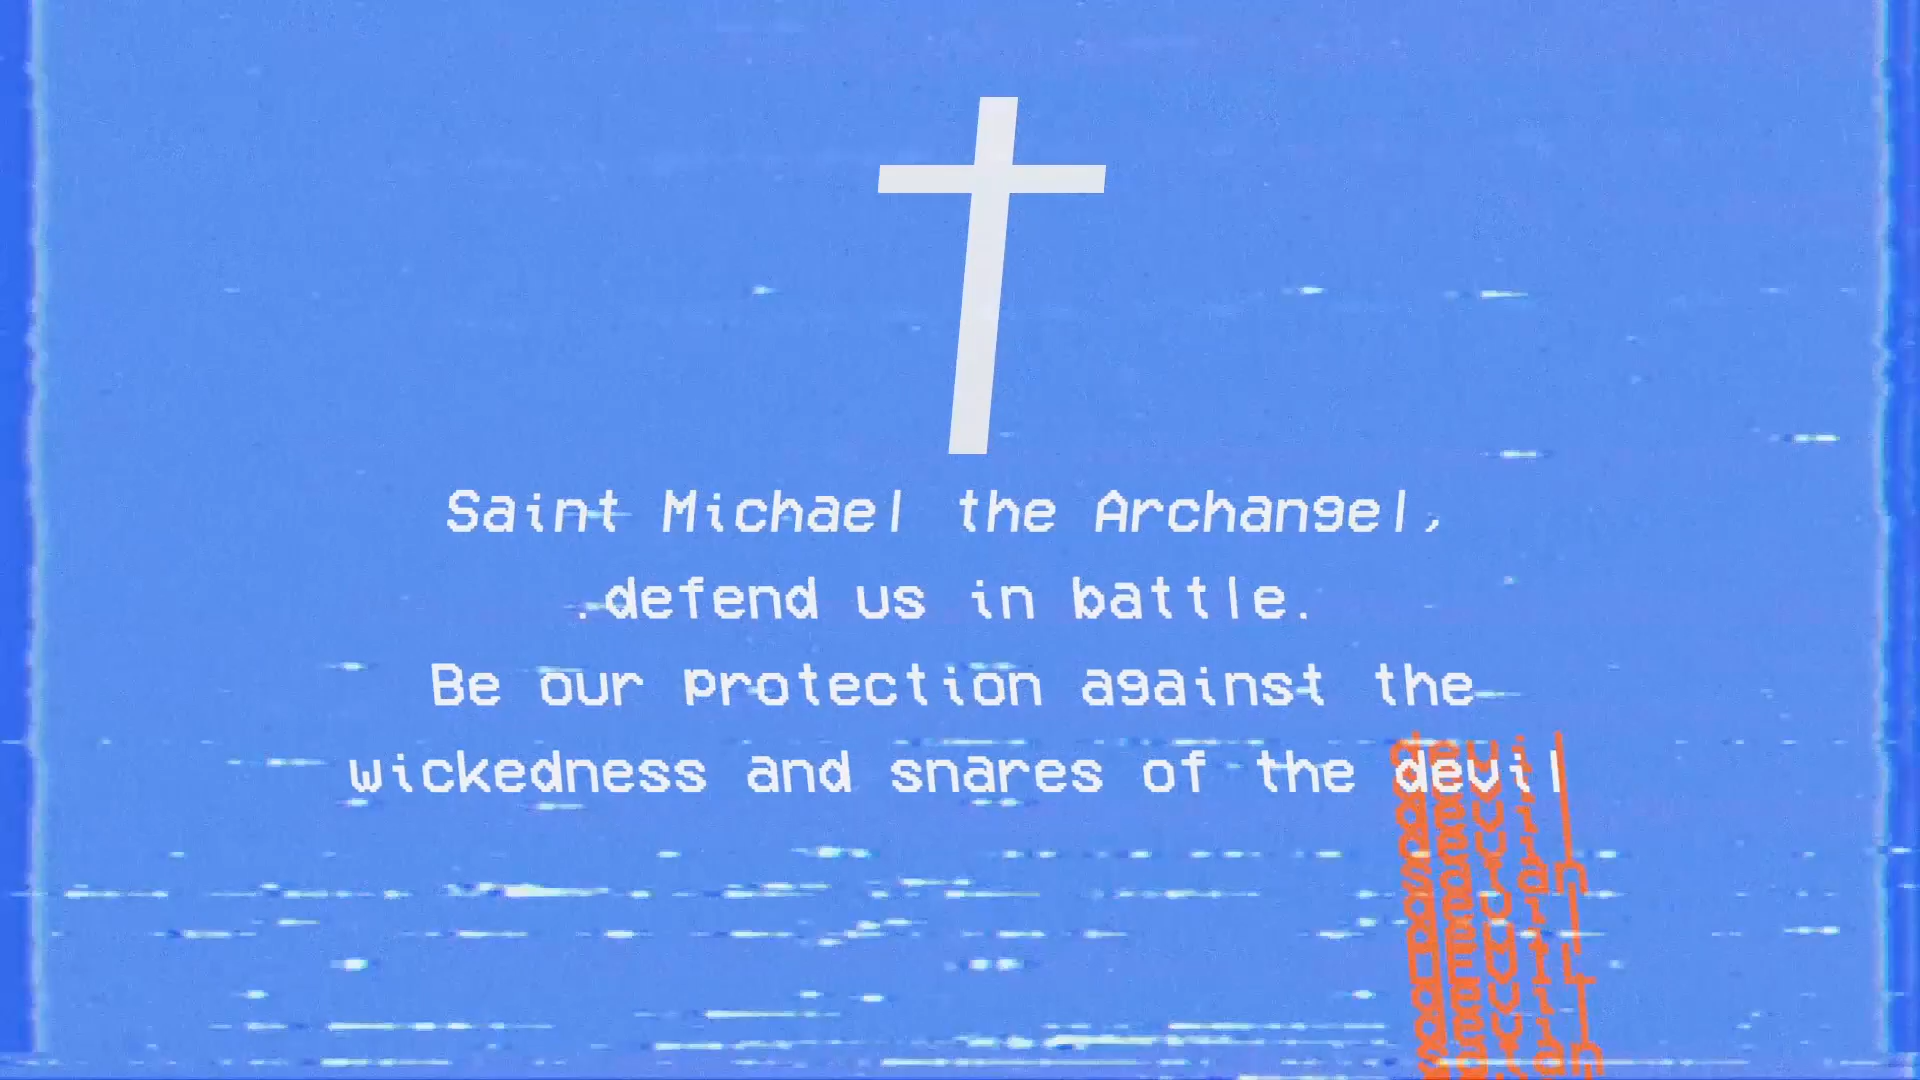 Saint Michael the Archangel,
.defend us in battle.
Be our protection against the
wickedness and snares of the devil